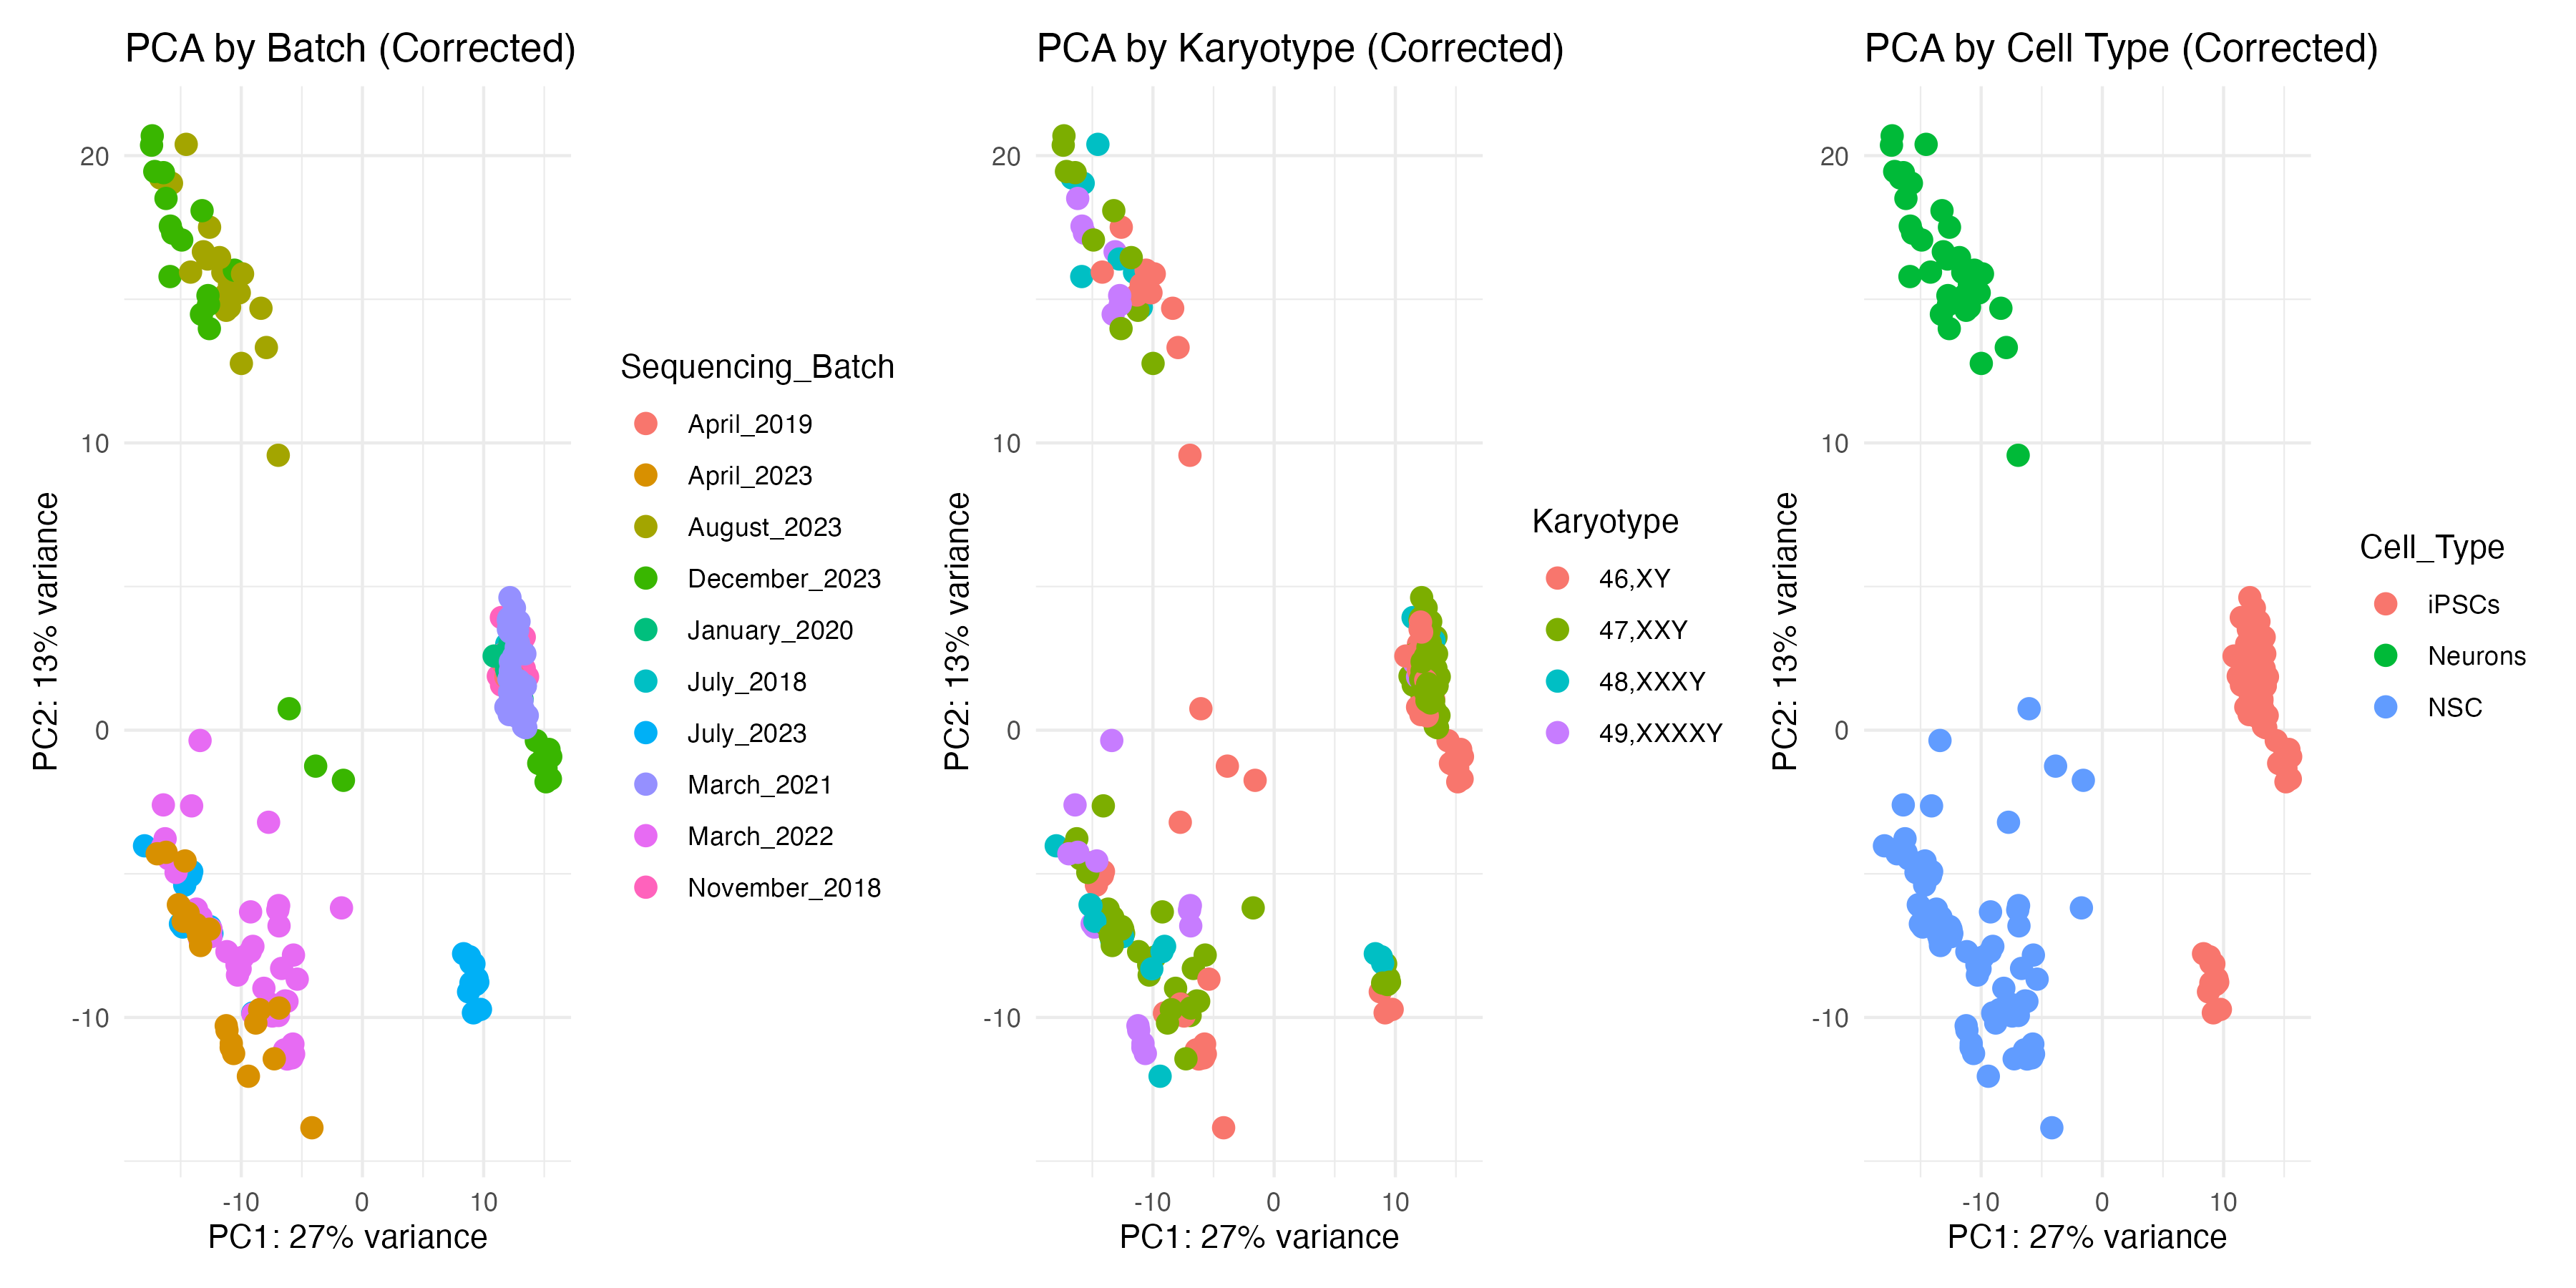 PCA by Batch (Corrected)
20
10
0
-10
-10
0
10
PC1: 27% variance
PC2: 13% variance
Sequencing_Batch
April_2019
April_2023
August_2023
December_2023
January_2020
July_2018
July_2023
March_2021
March_2022
November_2018
PCA by Karyotype (Corrected)
20
10
0
-10
-10
0
10
PC1: 27% variance
PC2: 13% variance
Karyotype
46,XY
47,XXY
48,XXXY
49,XXXXY
PCA by Cell Type (Corrected)
20
10
0
-10
-10
0
10
PC1: 27% variance
PC2: 13% variance
Cell_Type
iPSCs
Neurons
NSC